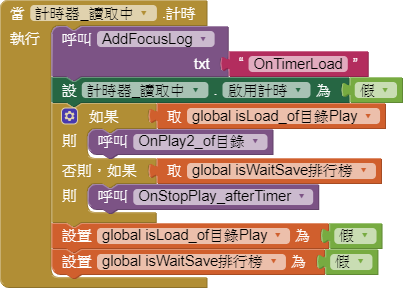 當 計時器_讀取中 .計時
執行 呼叫 AddFocusLog
txt “ OnTimerLoad ”
設 計時器_讀取中 . 啟用計時 為 假
如果 取 global isLoad_of目錄Play
則 呼叫 OnPlay2_of目錄
否則，如果 取 global isWaitSave排行榜
則 呼叫 OnStopPlay_afterTimer
設置 global isLoad_of目錄Play 為 假
設置 global isWaitSave排行榜 為 假